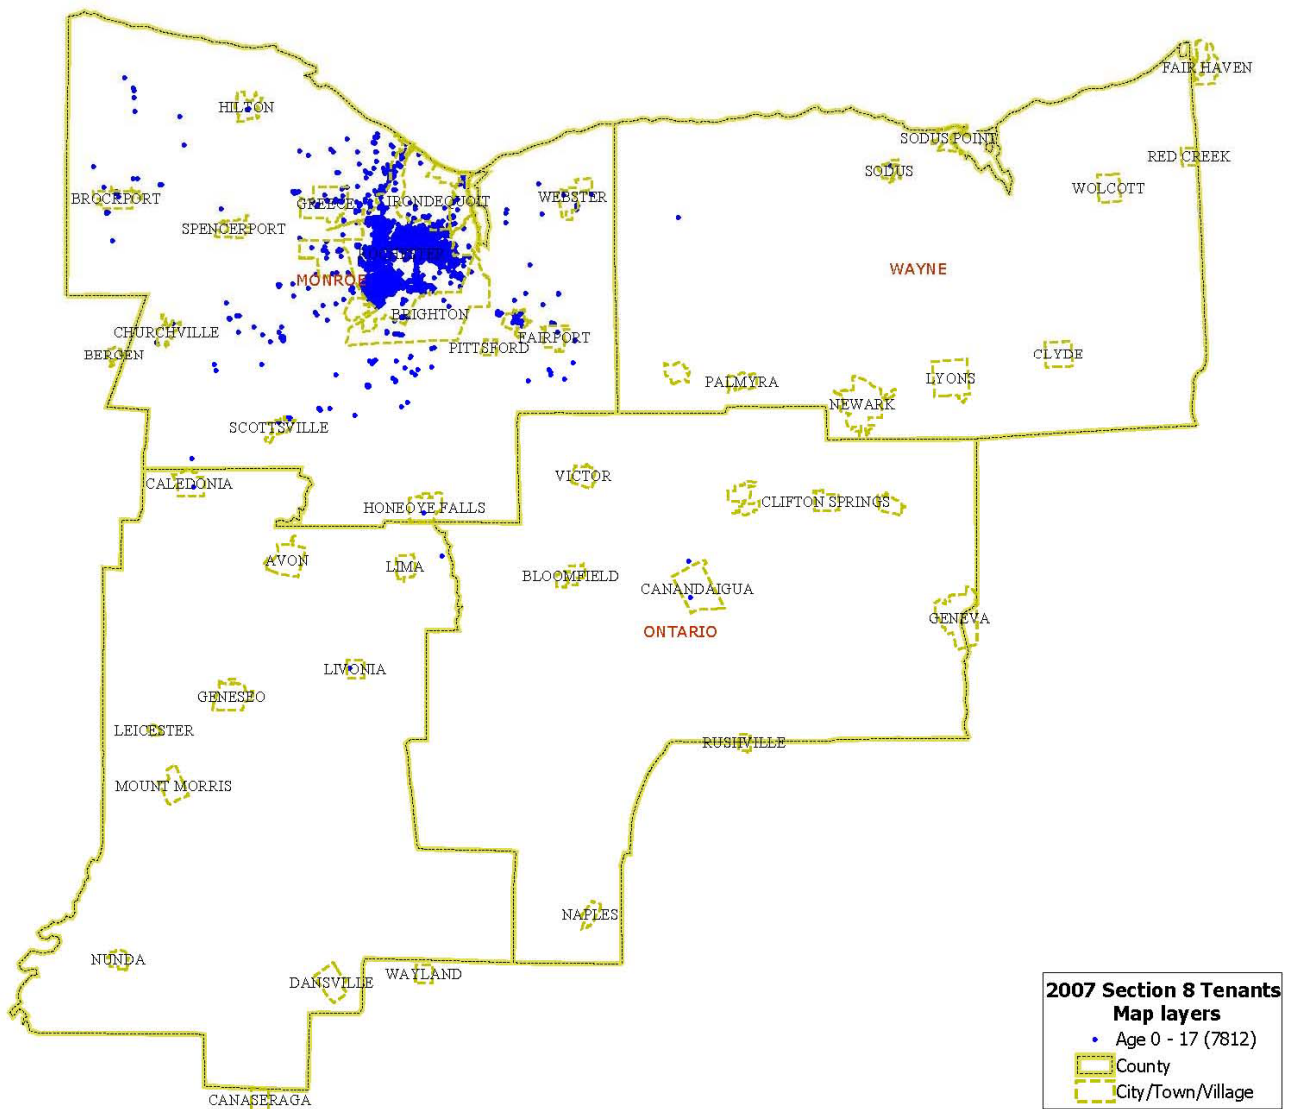 FAIR HAVEN
HILTON
SODUS POINT
RED CREEK
SODUS
WOLCOTT
BROCKPORT
GREECE
IRONDEQUOIT
WEBSTER
SPENCERPORT
ROCHESTER
WAYNE
MONROE
BRIGHTON
CHURCHVILLE
FAIRPORT
BERGEN
PITTSFORD
CLYDE
PALMYRA
LYONS
NEWARK
SCOTTSVILLE
CALEDONIA
VICTOR
HONEOYE FALLS
CLIFTON SPRINGS
AVON
LIMA
BLOOMFIELD
CANANDAIGUA
GENEVA
ONTARIO
LIVONIA
GENESEO
LEICESTER
RUSHVILLE
MOUNT MORRIS
NAPLES
NUNDA
DANSVILLE
WAYLAND
CANASERAGA
2007 Section 8 Tenants
Map layers
Age 0 - 17 (7812)
County
City/Town/Village